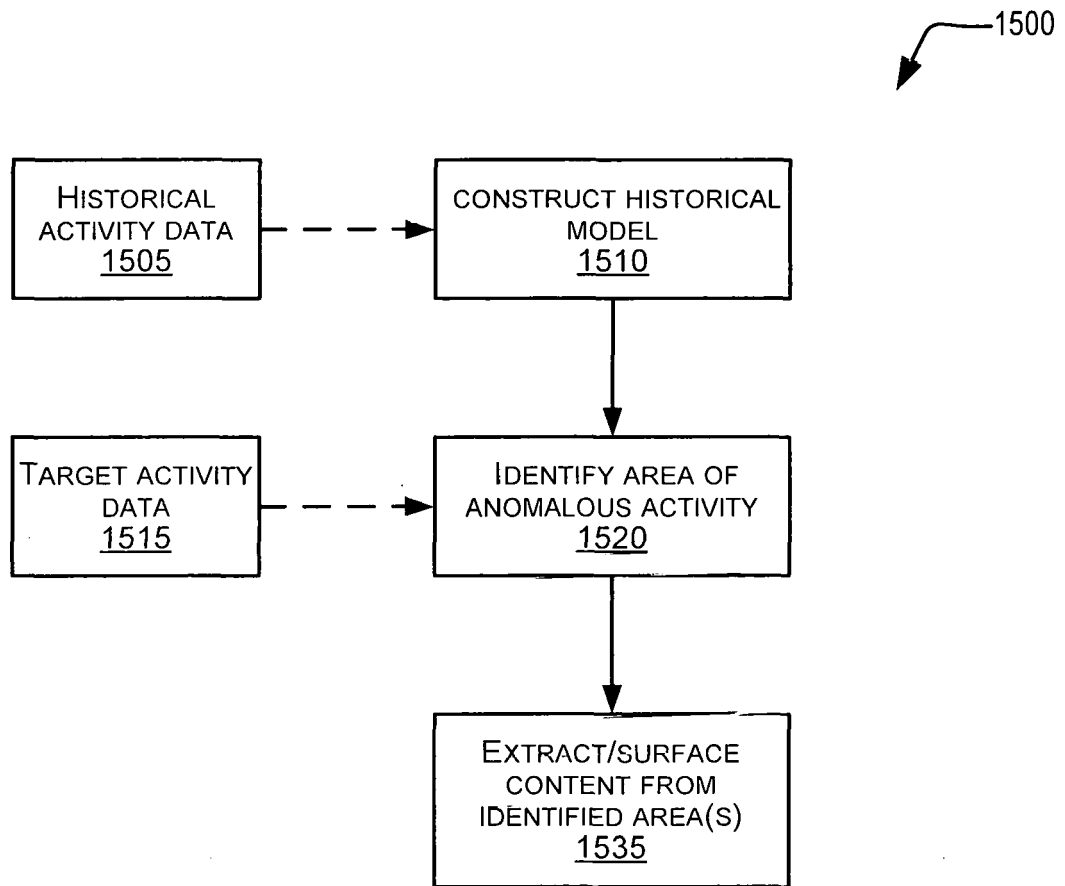 1500
HISTORICAL
ACTIVITY DATA
1505
CONSTRUCT HISTORICAL
MODEL
1510
TARGET ACTIVITY
DATA
1515
IDENTIFY AREA OF
ANOMALOUS ACTIVITY
1520
EXTRACT/SURFACE
CONTENT FROM
IDENTIFIED AREA(S)
1535